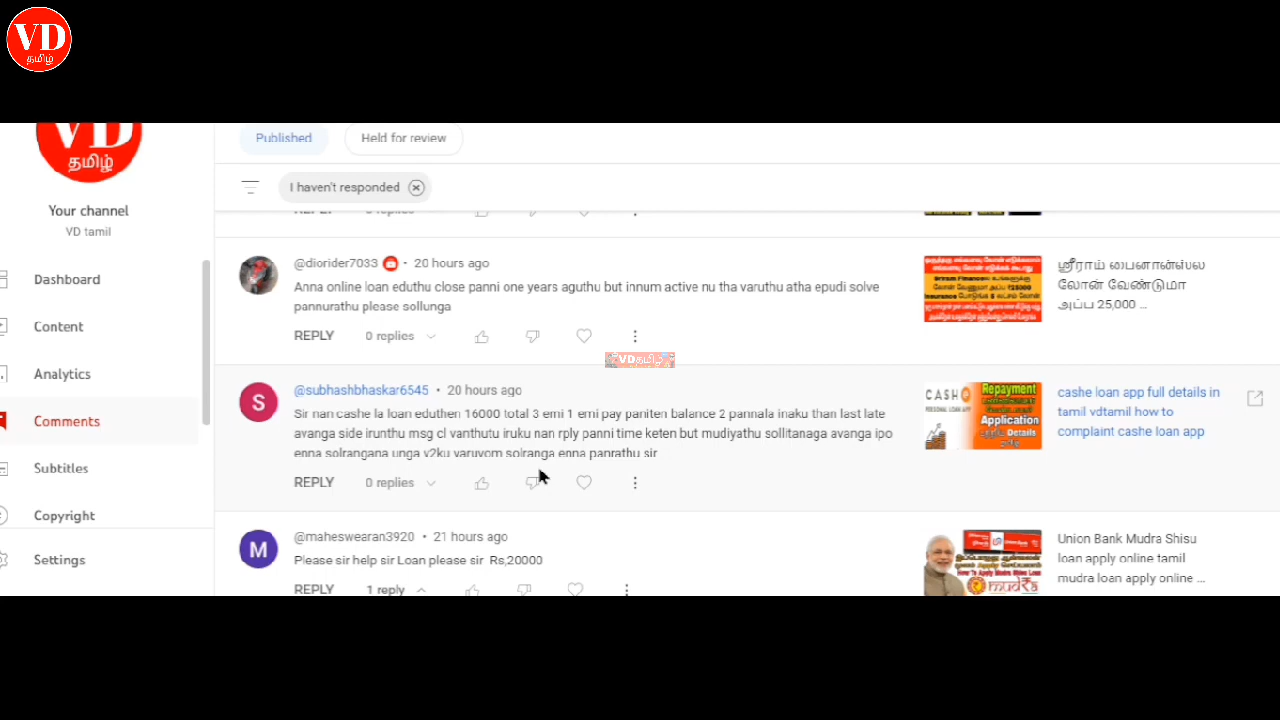 VD
தமிழ்
VD
தமிழ்
Your channel
VD tamil
Dashboard
Content
Analytics
Comments
Subtitles
Copyright
Settings
Published
Held for review
I haven't responded
REPLY
@diorider7033 • 20 hours ago
Anna online loan eduthu close panni one years aguthu but innum active nu tha varuthu atha epudi solve
pannurathu please sollunga
REPLY 0 replies
ஸ்ரீராம் பைனான்ஸ்ல
லோன் வேண்டுமா
அப்ப 25,000 ...
VDதமிழ்
@subhashbhaskar6545 • 20 hours ago
Sir nan cashe la loan eduthen 16000 total 3 emi 1 emi pay paniten balance 2 pannala inaku than last late
avanga side irunthu msg cl vanthutu iruku nan rply panni time keten but mudiyathu sollitanaga avanga ipo
enna solrangana unga v2ku varuvom solranga enna panrathu sir
REPLY 0 replies
CASH
PERSONAL LOAN APP
Repayment
Application
cashe loan app full details in
tamil vdtamil how to
complaint cashe loan app
@maheswearan3920 • 21 hours ago
Please sir help sir Loan please sir Rs,20000
REPLY 1 reply
mudra
Union Bank Mudra Shisu
loan apply online tamil
mudra loan apply online ...